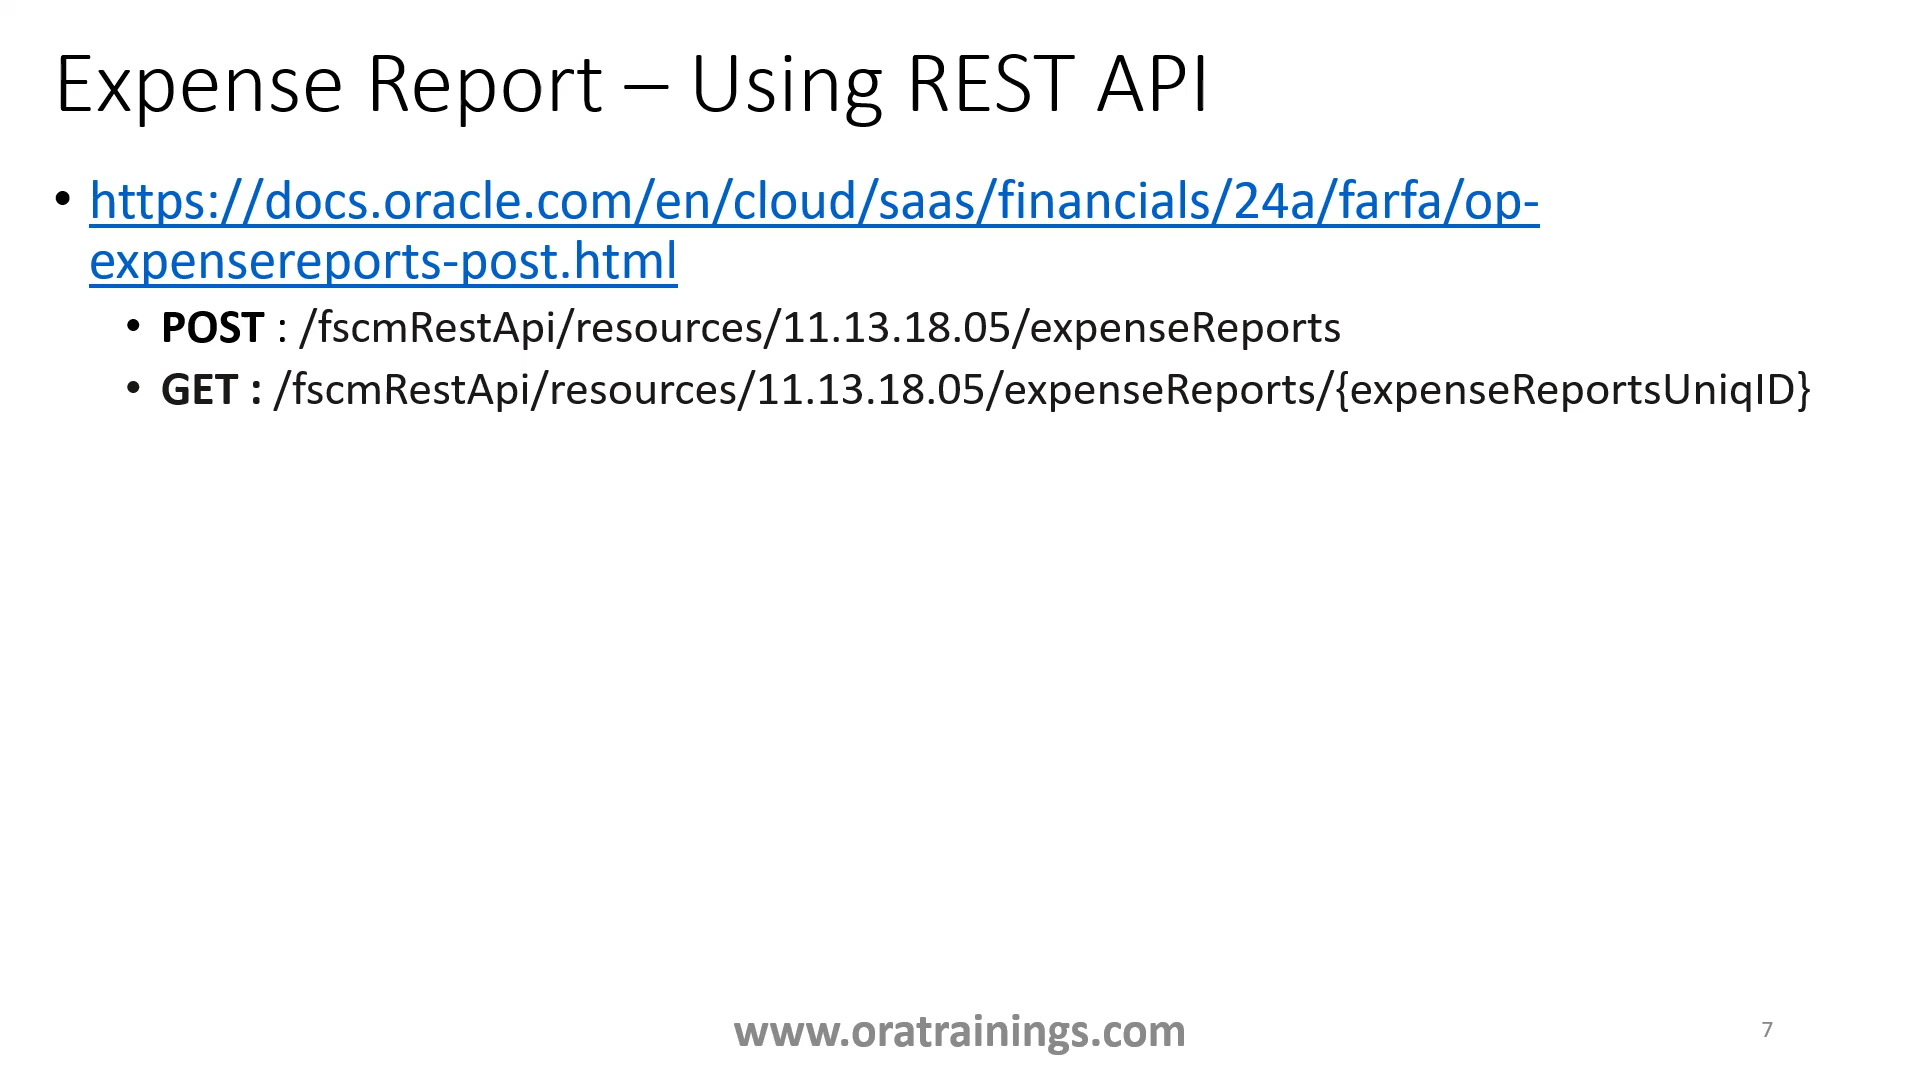 Expense Report – Using REST API
• https://docs.oracle.com/en/cloud/saas/financials/24a/farfa/op-
expensereports-post.html
• POST : /fscmRestApi/resources/11.13.18.05/expenseReports
• GET : /fscmRestApi/resources/11.13.18.05/expenseReports/{expenseReportsUniqID}
www.oratrainings.com
7